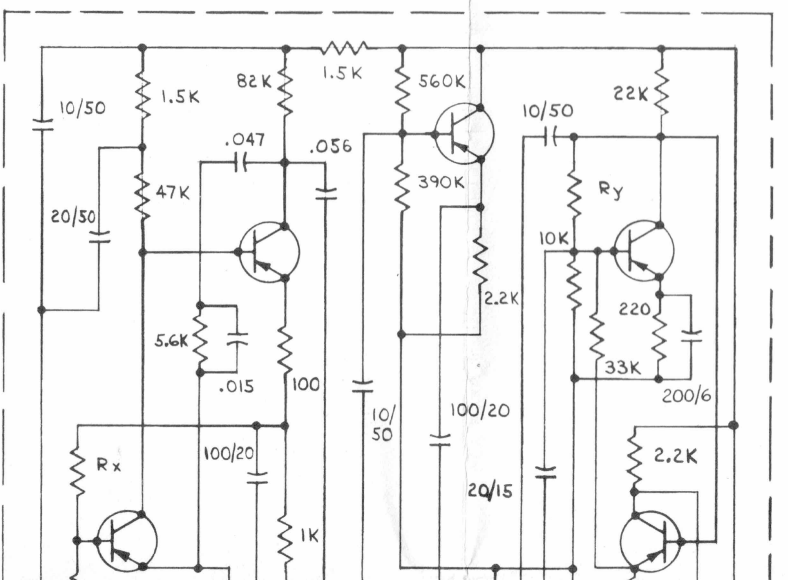 1.5K
82K
1.5K
560K
22K
10/50
10/50
.047
.056
47K
390K
Ry
20/50
10K
2.2K
5.6K
.015
100
220
33K
200/6
10/
50
100/20
100/20
Rx
2.2K
20/15
1K